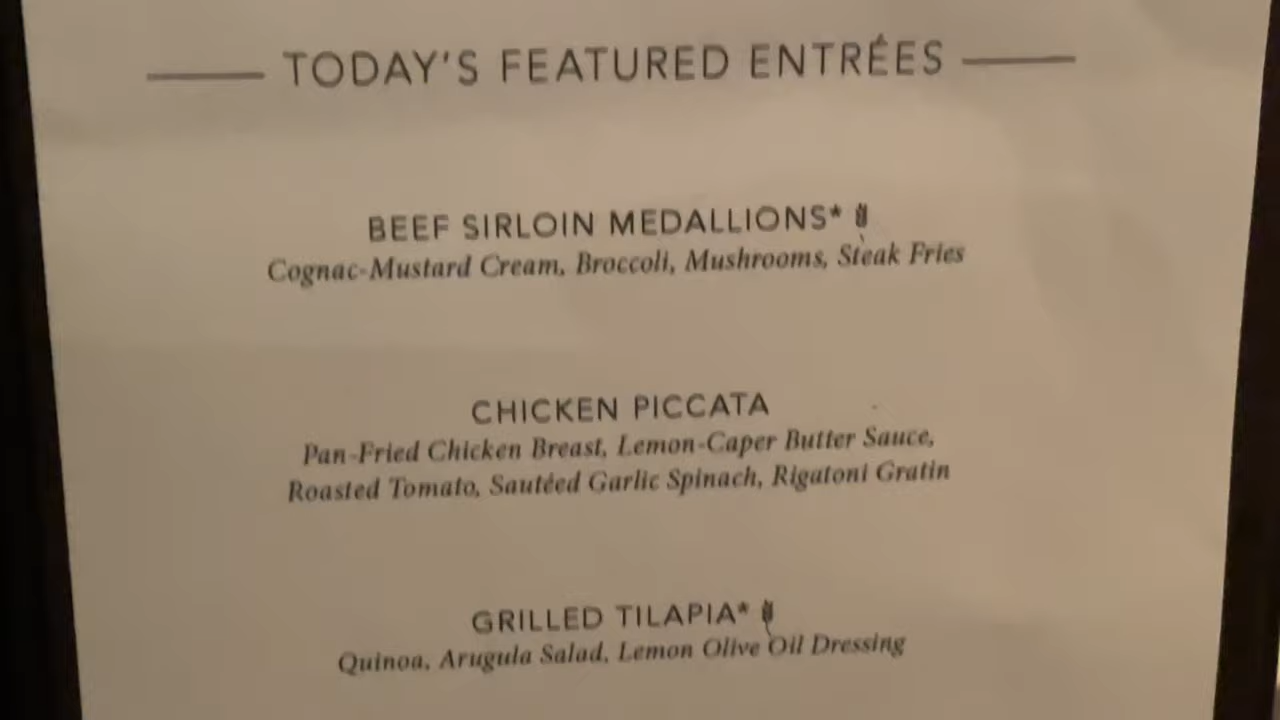 TODAY'S FEATURED ENTRÉES
BEEF SIRLOIN MEDALLIONS*
Cognac-Mustard Cream, Broccoli, Mushrooms, Steak Fries
CHICKEN PICCATA
Pan-Fried Chicken Breast, Lemon-Caper Butter Sauce,
Roasted Tomato, Sautéed Garlic Spinach, Rigatoni Gratin
GRILLED TILAPIA*
Quinoa, Arugula Salad, Lemon Olive Oil Dressing